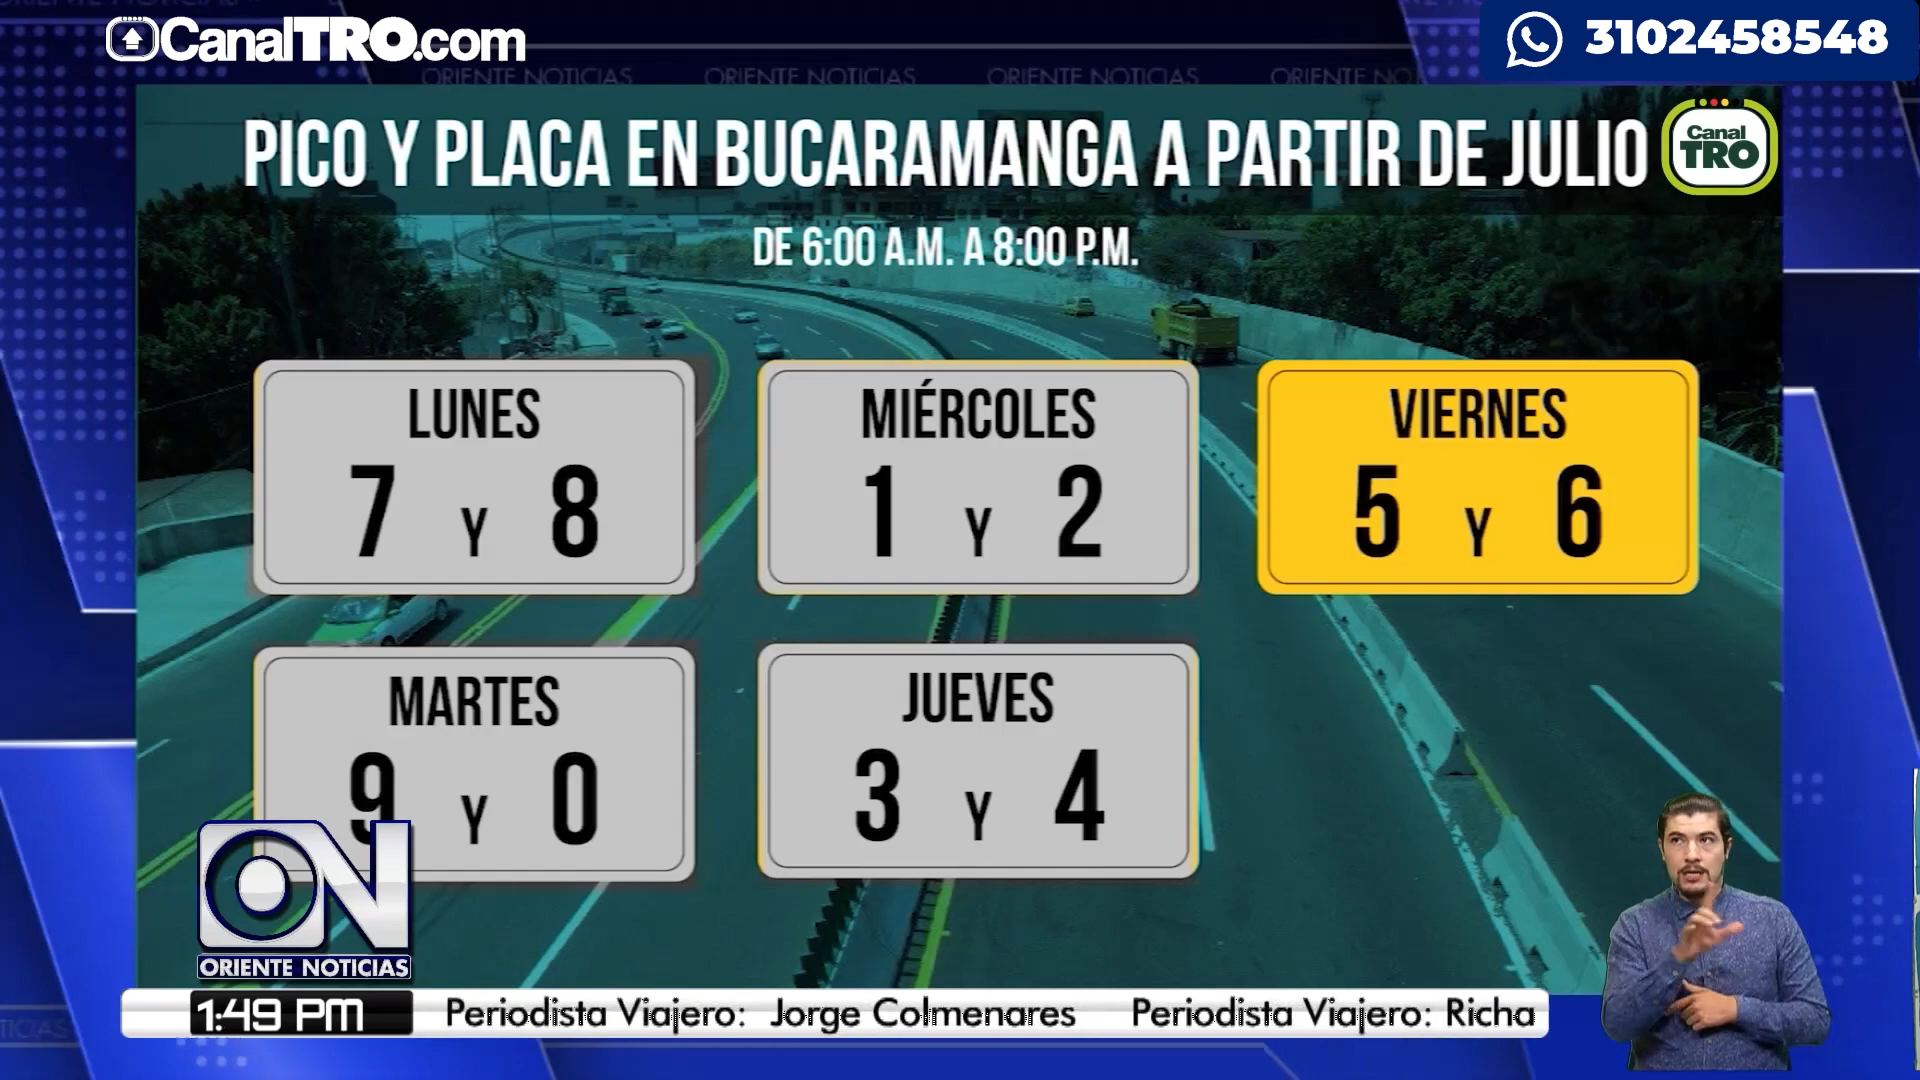 CanalTRO.com
3102458548
ORIENTE NOTICIAS ORIENTE NOTICIAS ORIENTE NOTICIAS ORIENTE NO
PICO Y PLACA EN BUCARAMANGA A PARTIR DE JULIO
Canal
TRO
DE 6:00 A.M. A 8:00 P.M.
LUNES
7 Y 8
MIÉRCOLES
1 Y 2
VIERNES
5 Y 6
MARTES
9 Y 0
JUEVES
3 Y 4
ON
ORIENTE NOTICIAS
1:49 PM
Periodista Viajero: Jorge Colmenares Periodista Viajero: Richa